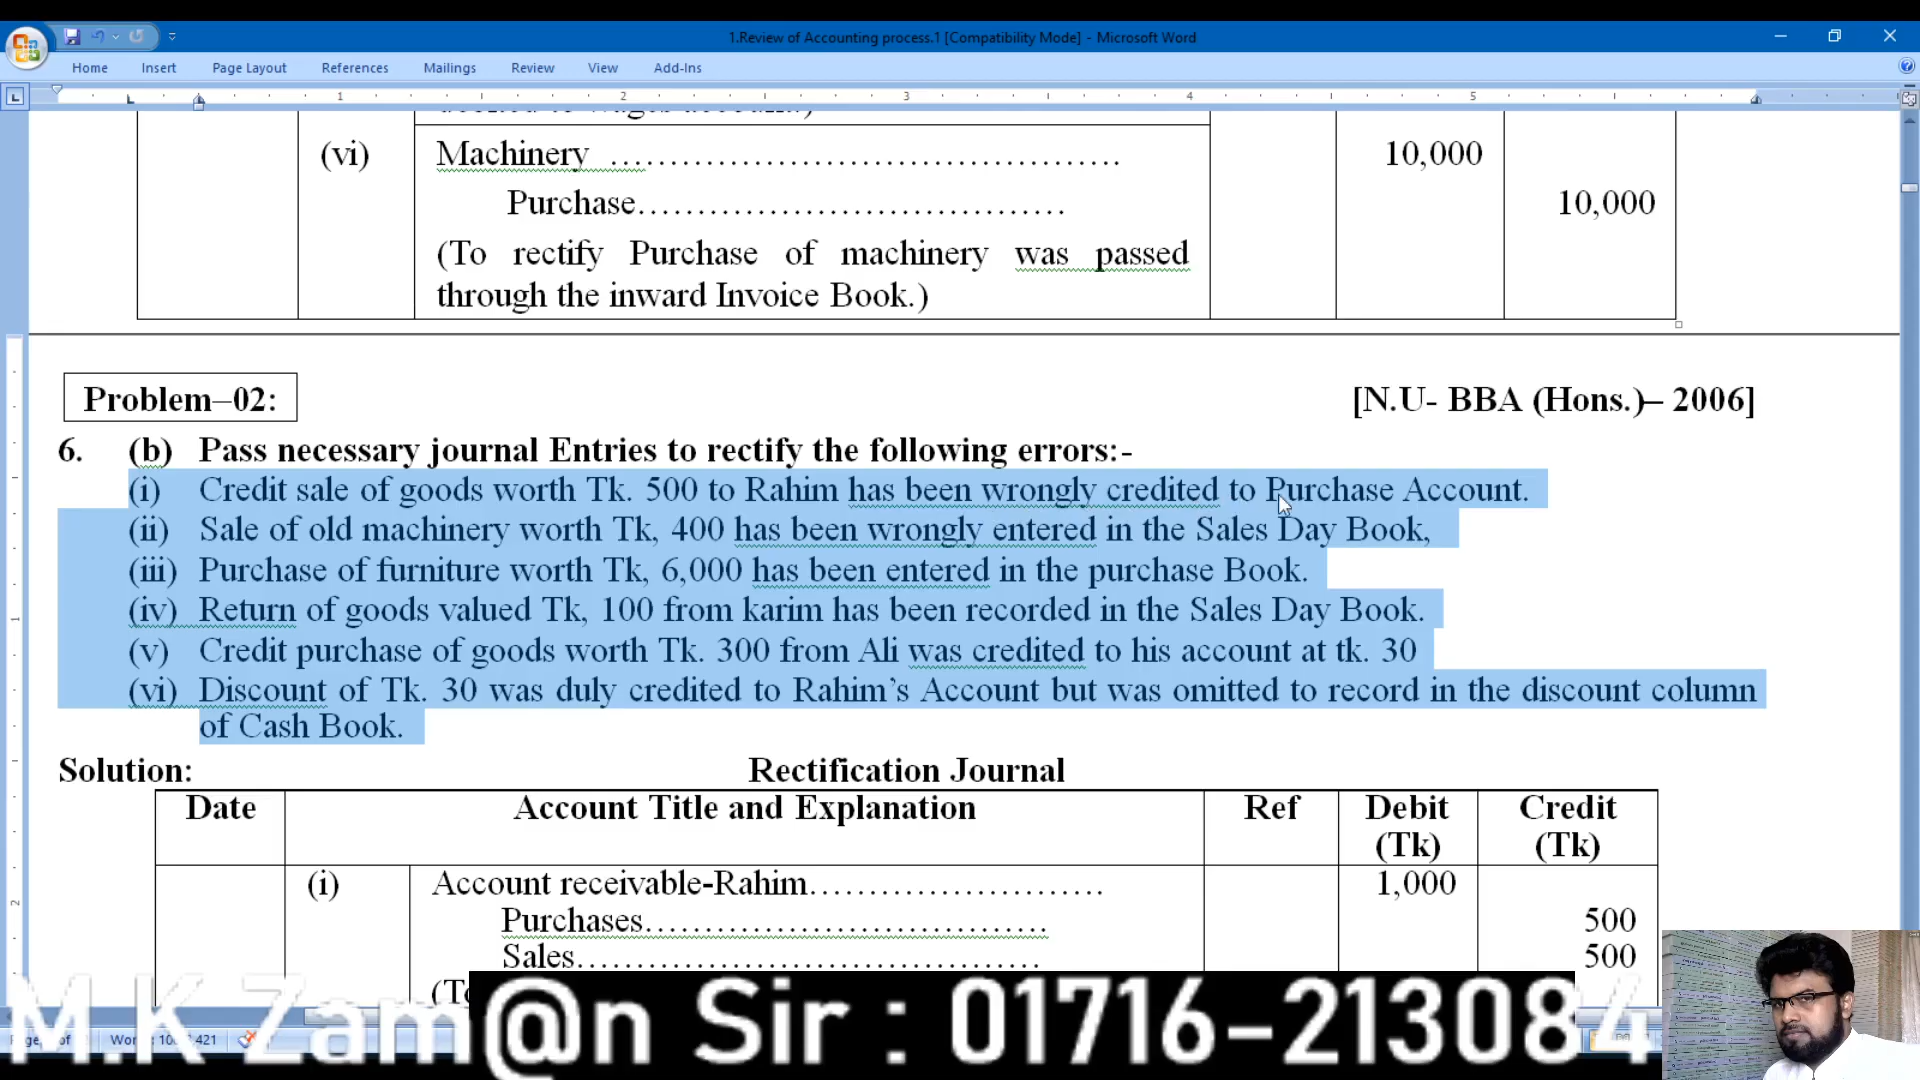 1.Review of Accounting process.1 [Compatibility Mode] - Microsoft Word
Home Insert Page Layout References Mailings Review View Add-Ins
1 2 3 4 5
(vi) Machinery ………………………………………… 10,000
Purchase……………………………… 10,000
(To rectify Purchase of machinery was passed
through the inward Invoice Book.)
Problem–02: [N.U- BBA (Hons.)– 2006]
6. (b) Pass necessary journal Entries to rectify the following errors:-
(i) Credit sale of goods worth Tk. 500 to Rahim has been wrongly credited to Purchase Account.
(ii) Sale of old machinery worth Tk, 400 has been wrongly entered in the Sales Day Book,
(iii) Purchase of furniture worth Tk, 6,000 has been entered in the purchase Book.
(iv) Return of goods valued Tk, 100 from karim has been recorded in the Sales Day Book.
(v) Credit purchase of goods worth Tk. 300 from Ali was credited to his account at tk. 30
(vi) Discount of Tk. 30 was duly credited to Rahim’s Account but was omitted to record in the discount column
of Cash Book.
Solution: Rectification Journal
Date Account Title and Explanation Ref Debit Credit
(Tk) (Tk)
(i) Account receivable-Rahim……………………… 1,000
Purchases…………………………… 500
Sales………………………………… 500
M.K Zam@n Sir : 01716-213084